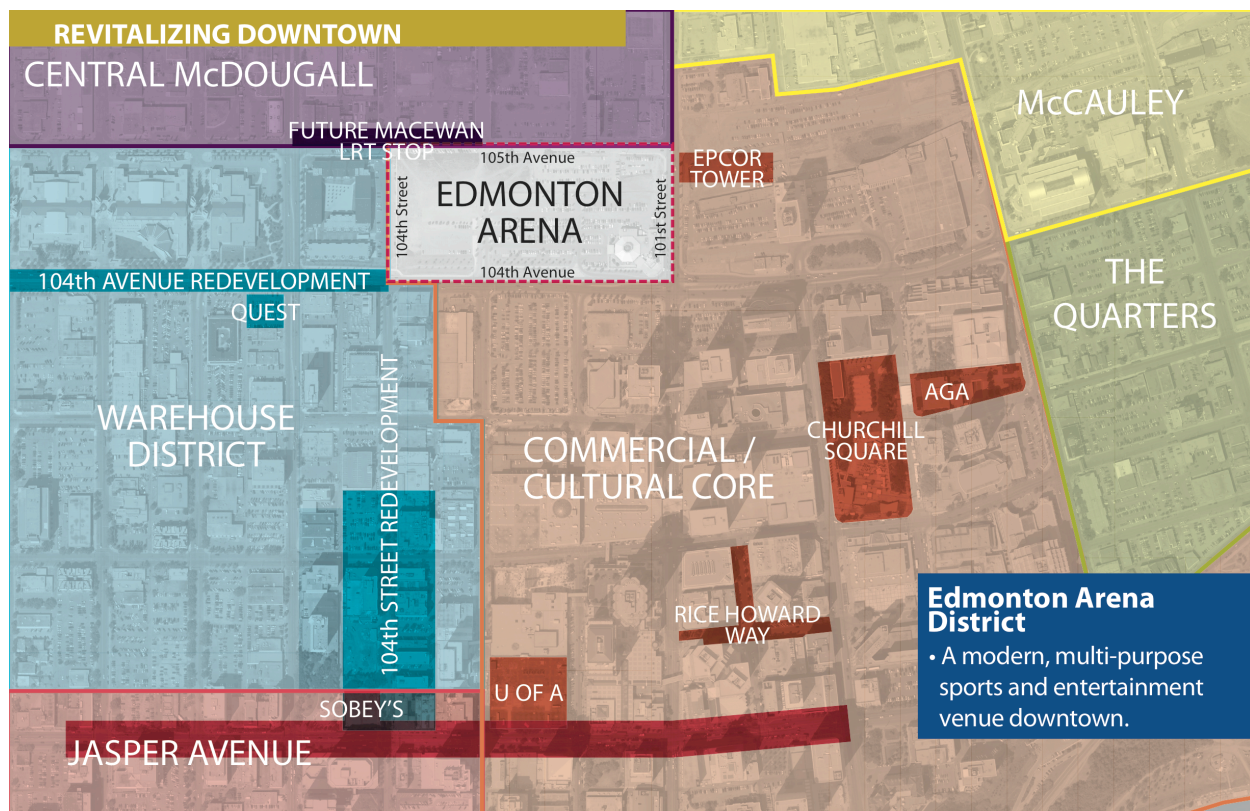 REVITALIZING DOWNTOWN
CENTRAL McDOUGALL
McCAULEY
FUTURE MACEWAN
LRT STOP
105th Avenue
EPCOR
TOWER
104th Street
EDMONTON
ARENA
101st Street
104th Avenue
104th AVENUE REDEVELOPMENT
THE
QUARTERS
QUEST
104th STREET REDEVELOPMENT
AGA
WAREHOUSE
DISTRICT
CHURCHILL
SQUARE
COMMERCIAL /
CULTURAL CORE
RICE HOWARD
WAY
Edmonton Arena
District
• A modern, multi-purpose
sports and entertainment
venue downtown.
U OF A
SOBEY'S
JASPER AVENUE